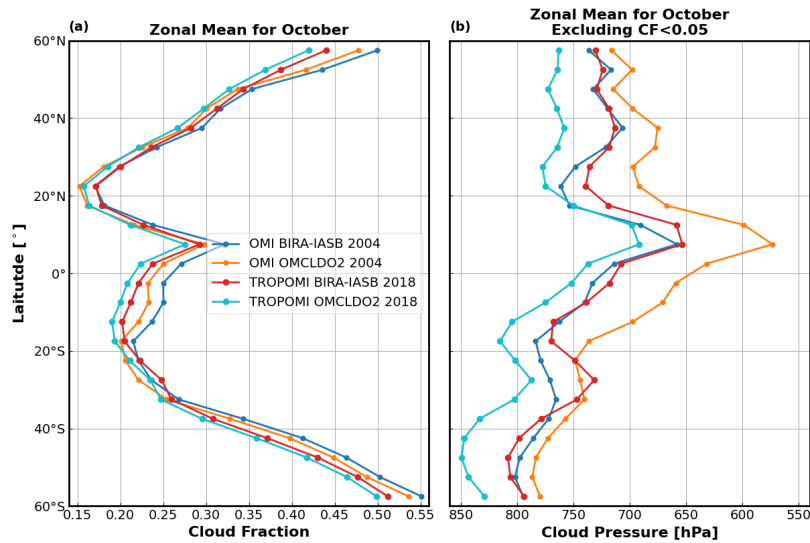 (a)
Zonal Mean for October
(b)
Zonal Mean for October
Excluding CF<0.05
60°N
40°N
20°N
0°
20°S
40°S
60°S
Laitutde [°]
OMI BIRA-IASB 2004
OMI OMCLDO2 2004
TROPOMI BIRA-IASB 2018
TROPOMI OMCLDO2 2018
0.15 0.20 0.25 0.30 0.35 0.40 0.45 0.50 0.55
Cloud Fraction
850 800 750 700 650 600 550
Cloud Pressure [hPa]